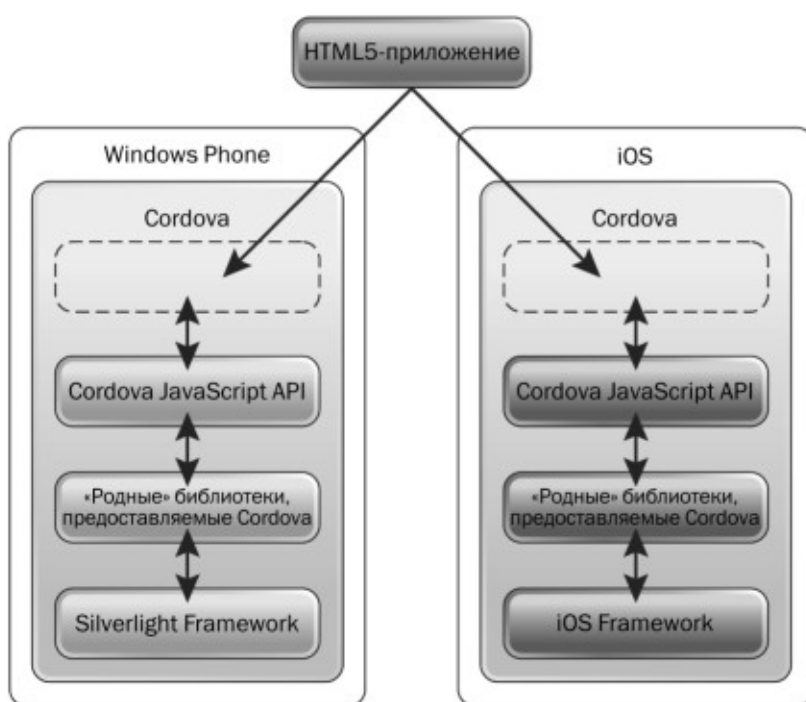 HTML5-приложение
Windows Phone
Cordova
Cordova JavaScript API
«Родные» библиотеки,
предоставляемые Cordova
Silverlight Framework
iOS
Cordova
Cordova JavaScript API
«Родные» библиотеки,
предоставляемые Cordova
iOS Framework